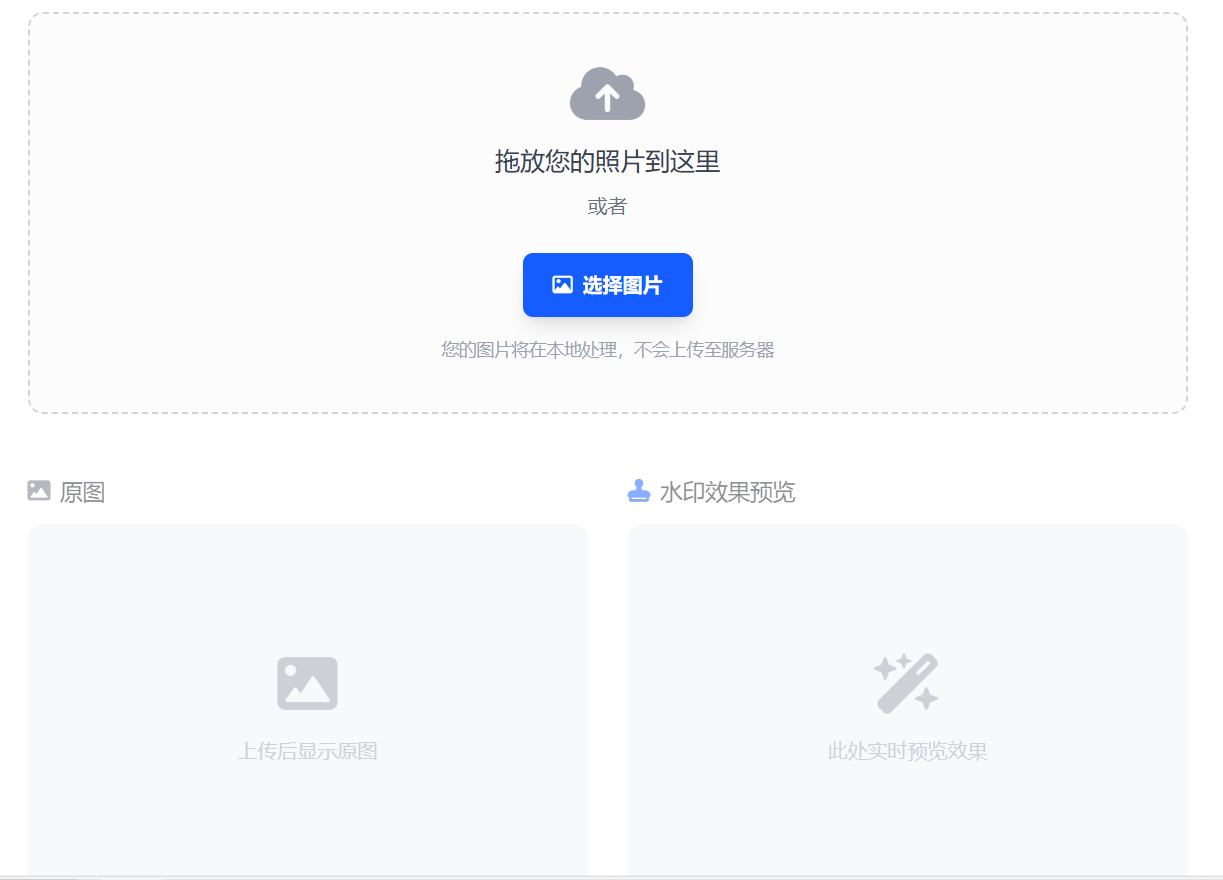 拖放您的照片到这里
或者
选择图片
您的图片将在本地处理，不会上传至服务器
原图
水印效果预览
上传后显示原图
此处实时预览效果